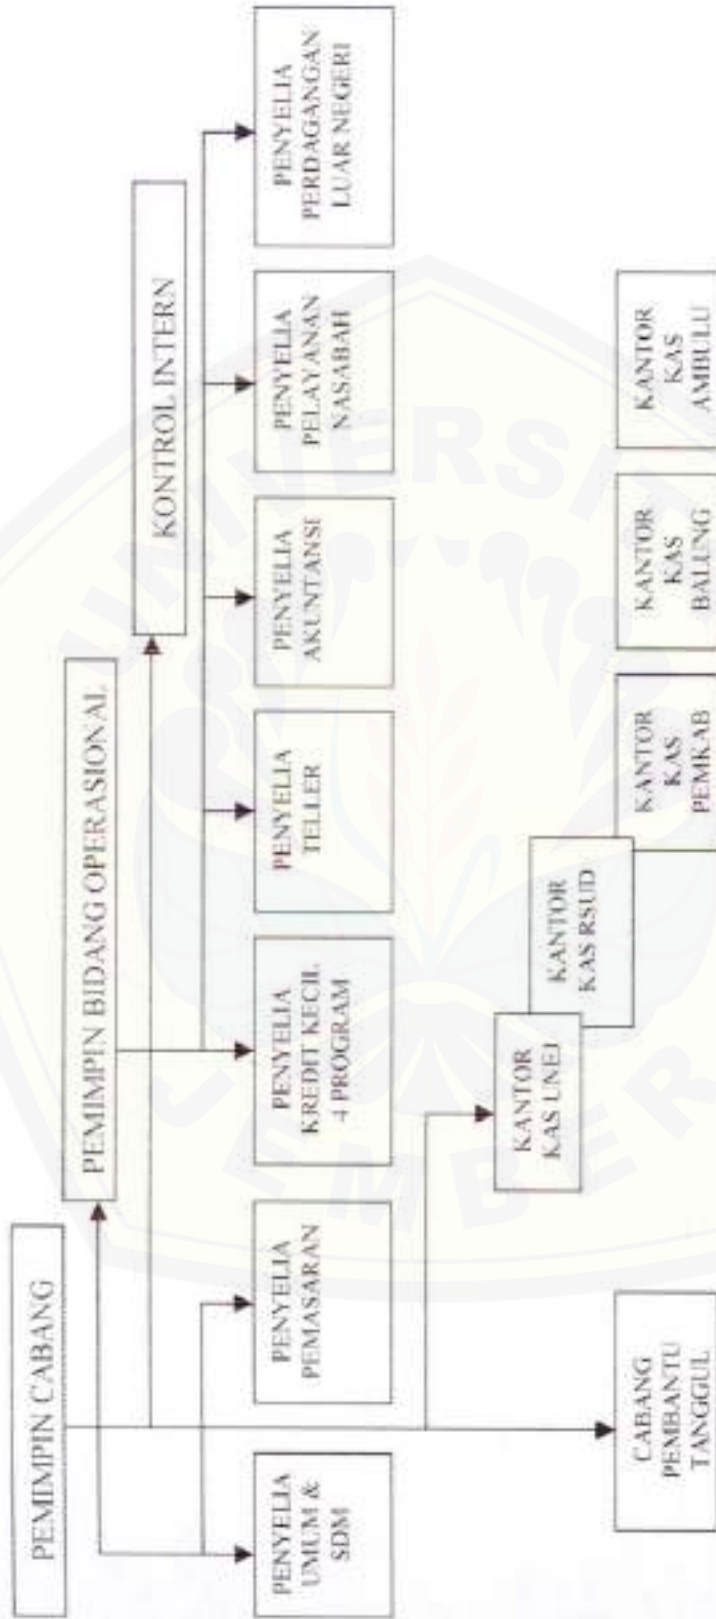 PEMIMPIN CABANG
PEMIMPIN BIDANG OPERASIONAL
KONTROL INTERN
PENYELIA
UMUM &
SDM
PENYELIA
PEMASARAN
PENYELIA
KREDIT KECIL
4 PROGRAM
PENYELIA
TELLER
PENYELIA
AKUNTANSI
PENYELIA
PELAYANAN
NASABAH
PENYELIA
PERDAGANGAN
LUAR NEGERI
KANTOR
KAS UNEJ
KANTOR
KAS RSUD
CABANG
PEMBANTU
TANGGUL
KANTOR
KAS
PEMKAB
KANTOR
KAS
BALUNG
KANTOR
KAS
AMBULU
UNIVERSIT
JEMBER